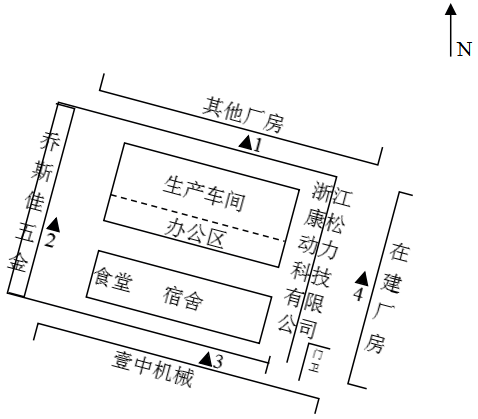 N
其他厂房
1
乔斯佳五金
2
生产车间
办公区
食堂 宿舍
浙江康松动力科技有限公司
4
在建厂房
门卫
3
壹中机械